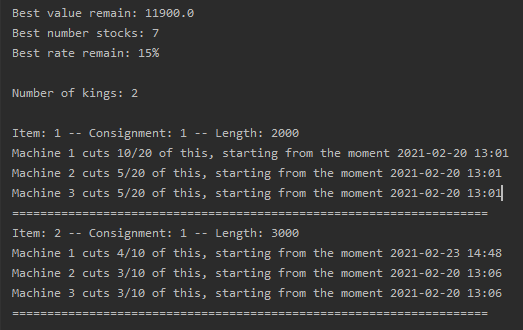 Best value remain: 11900.0
Best number stocks: 7
Best rate remain: 15%
Number of kings: 2
Item: 1 -- Consignment: 1 -- Length: 2000
Machine 1 cuts 10/20 of this, starting from the moment 2021-02-20 13:01
Machine 2 cuts 5/20 of this, starting from the moment 2021-02-20 13:01
Machine 3 cuts 5/20 of this, starting from the moment 2021-02-20 13:01
====================================================================
Item: 2 -- Consignment: 1 -- Length: 3000
Machine 1 cuts 4/10 of this, starting from the moment 2021-02-23 14:48
Machine 2 cuts 3/10 of this, starting from the moment 2021-02-20 13:06
Machine 3 cuts 3/10 of this, starting from the moment 2021-02-20 13:06
====================================================================